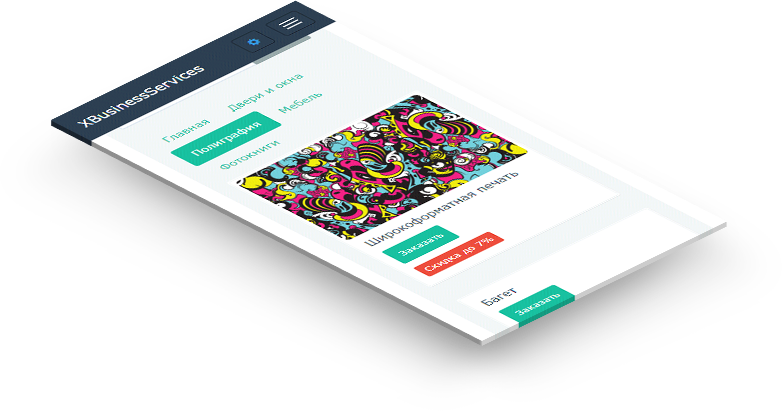 XBusinessServices
Главная
Двери и окна
Полиграфия
Мебель
Фотокниги
Широкоформатная печать
Заказать
Скидка до 7%
Багет
Заказать